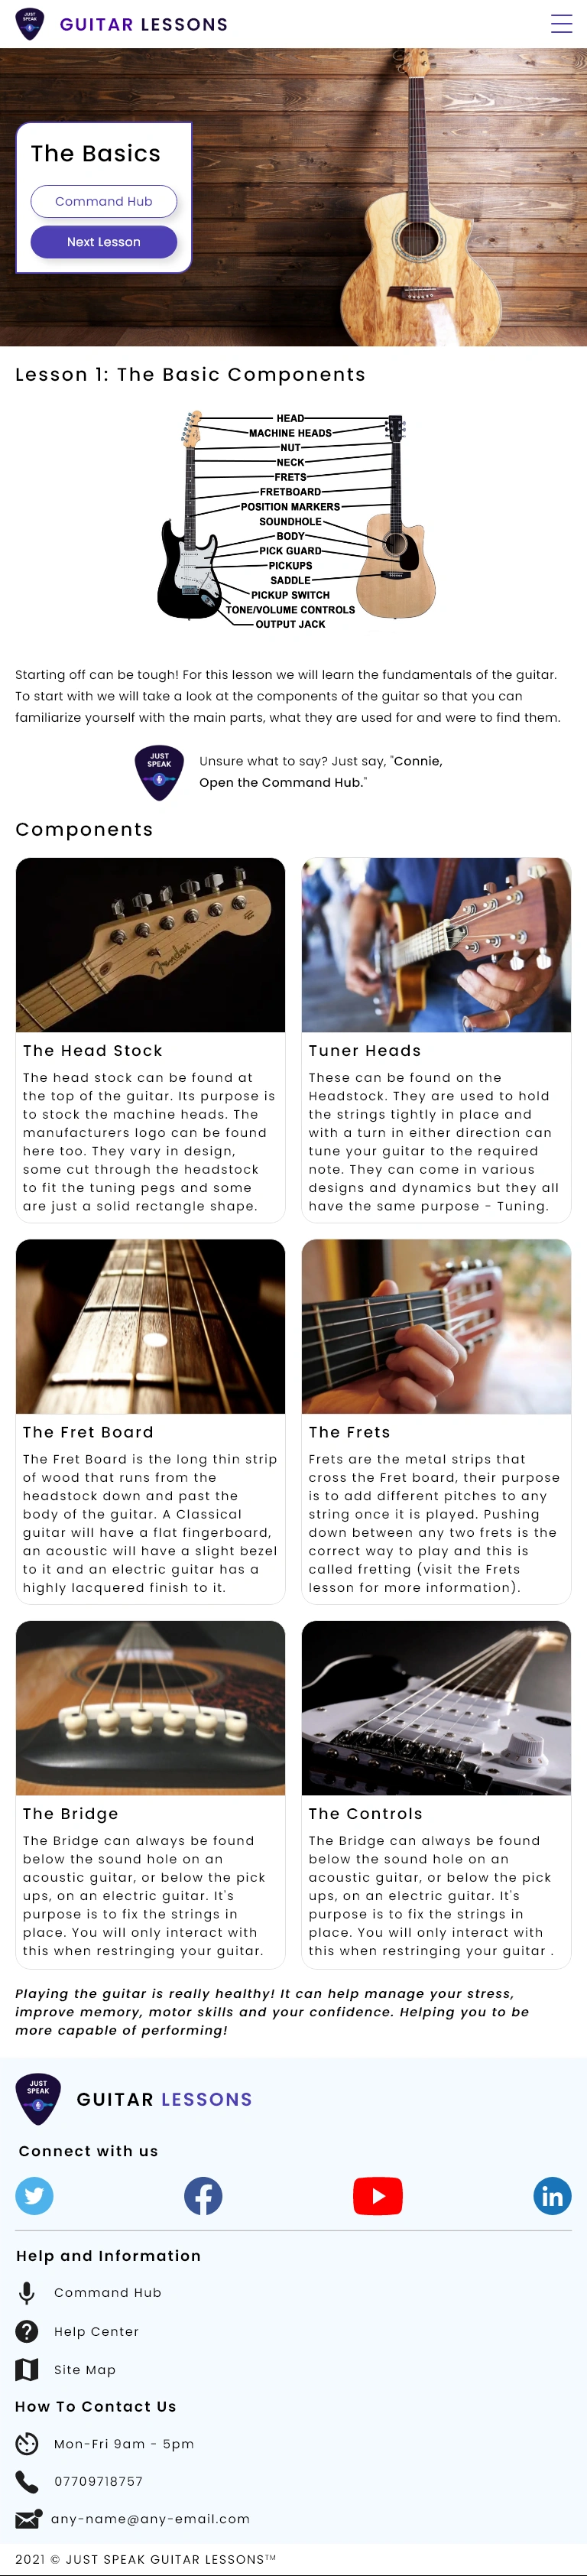 JUST
SPEAK
GUITAR LESSONS
The Basics
Command Hub
Next Lesson
Lesson 1: The Basic Components
HEAD
MACHINE HEADS
NUT
NECK
FRETS
FRETBOARD
POSITION MARKERS
SOUNDHOLE
BODY
PICK GUARD
PICKUPS
SADDLE
PICKUP SWITCH
TONE/VOLUME CONTROLS
OUTPUT JACK
Starting off can be tough! For this lesson we will learn the fundamentals of the guitar.
To start with we will take a look at the components of the guitar so that you can
familiarize yourself with the main parts, what they are used for and were to find them.
JUST
SPEAK
Unsure what to say? Just say, "Connie,
Open the Command Hub."
Components
Fender
The Head Stock
The head stock can be found at
the top of the guitar. Its purpose is
to stock the machine heads. The
manufacturers logo can be found
here too. They vary in design,
some cut through the headstock
to fit the tuning pegs and some
are just a solid rectangle shape.
Tuner Heads
These can be found on the
Headstock. They are used to hold
the strings tightly in place and
with a turn in either direction can
tune your guitar to the required
note. They can come in various
designs and dynamics but they all
have the same purpose - Tuning.
The Fret Board
The Fret Board is the long thin strip
of wood that runs from the
headstock down and past the
body of the guitar. A Classical
guitar will have a flat fingerboard,
an acoustic will have a slight bezel
to it and an electric guitar has a
highly lacquered finish to it.
The Frets
Frets are the metal strips that
cross the Fret board, their purpose
is to add different pitches to any
string once it is played. Pushing
down between any two frets is the
correct way to play and this is
called fretting (visit the Frets
lesson for more information).
The Bridge
The Bridge can always be found
below the sound hole on an
acoustic guitar, or below the pick
ups, on an electric guitar. It's
purpose is to fix the strings in
place. You will only interact with
this when restringing your guitar.
The Controls
The Bridge can always be found
below the sound hole on an
acoustic guitar, or below the pick
ups, on an electric guitar. It's
purpose is to fix the strings in
place. You will only interact with
this when restringing your guitar .
Playing the guitar is really healthy! It can help manage your stress,
improve memory, motor skills and your confidence. Helping you to be
more capable of performing!
JUST
SPEAK
GUITAR LESSONS
Connect with us
in
Help and Information
Command Hub
Help Center
Site Map
How To Contact Us
Mon-Fri 9am - 5pm
07709718757
any-name@any-email.com
2021 © JUST SPEAK GUITAR LESSONS™